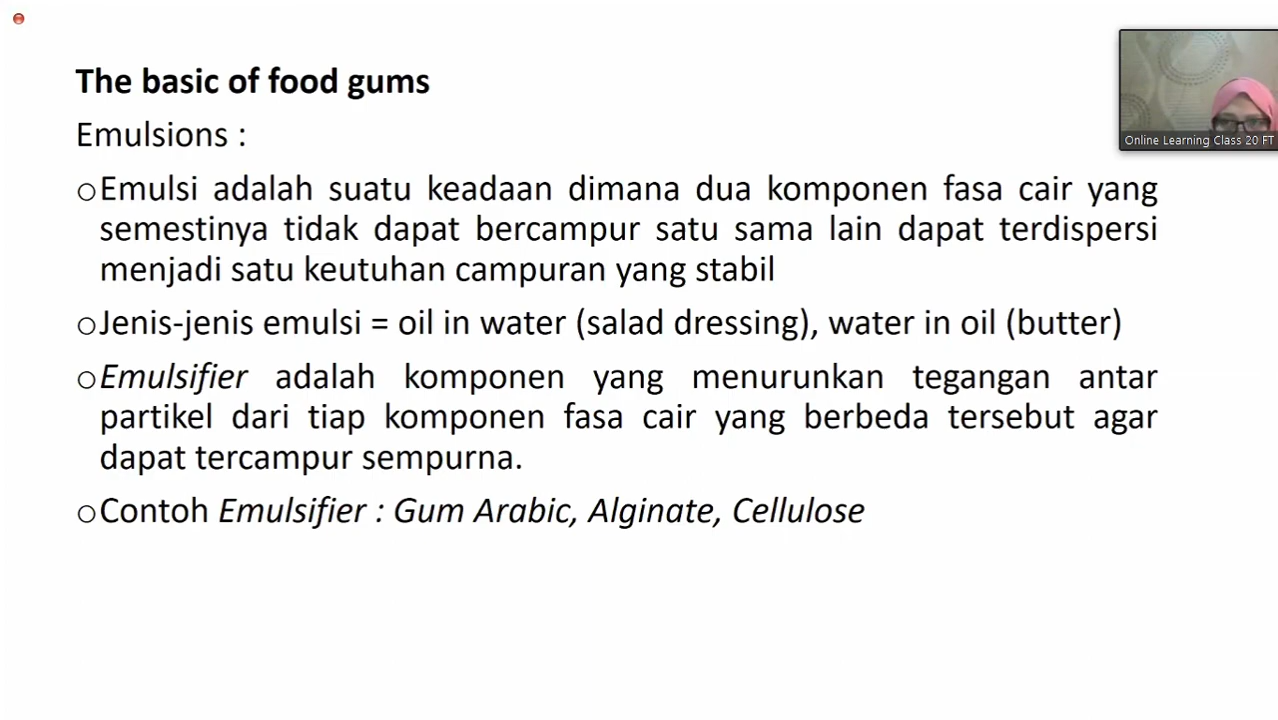 The basic of food gums
Emulsions :
○Emulsi adalah suatu keadaan dimana dua komponen fasa cair yang
semestinya tidak dapat bercampur satu sama lain dapat terdispersi
menjadi satu keutuhan campuran yang stabil
○Jenis-jenis emulsi = oil in water (salad dressing), water in oil (butter)
○Emulsifier adalah komponen yang menurunkan tegangan antar
partikel dari tiap komponen fasa cair yang berbeda tersebut agar
dapat tercampur sempurna.
○Contoh Emulsifier : Gum Arabic, Alginate, Cellulose
Online Learning Class 20 FT